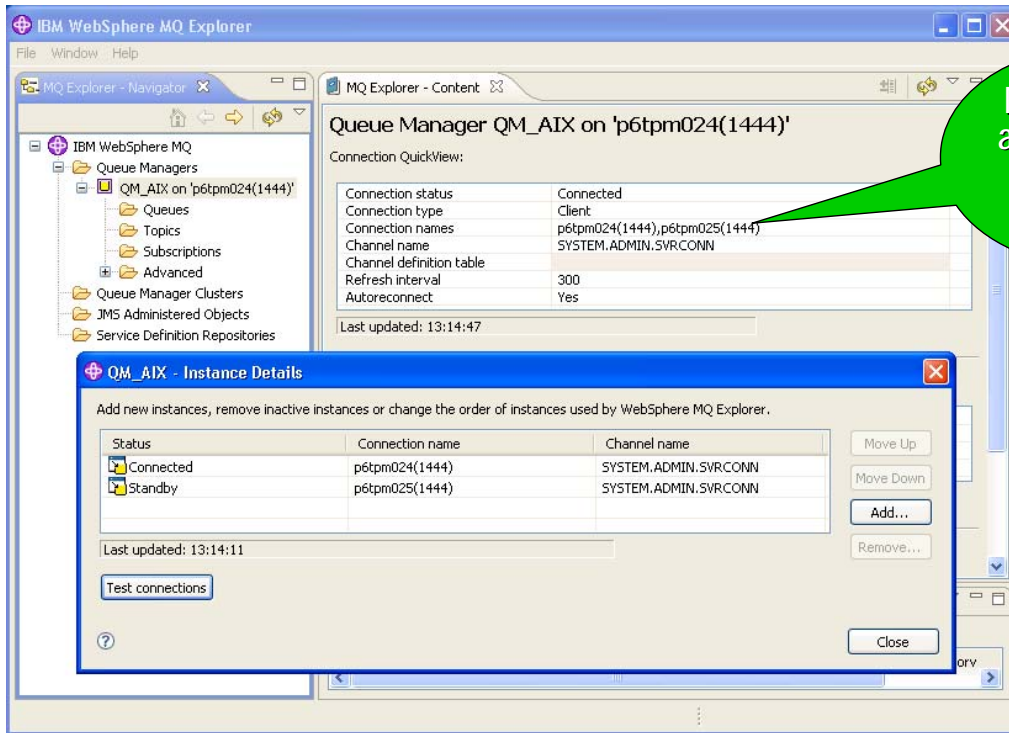 IBM WebSphere MQ Explorer
File Window Help
MQ Explorer - Navigator
IBM WebSphere MQ
Queue Managers
QM_AIX on 'p6tpm024(1444)'
Queues
Topics
Subscriptions
Advanced
Queue Manager Clusters
JMS Administered Objects
Service Definition Repositories
MQ Explorer - Content
Queue Manager QM_AIX on 'p6tpm024(1444)'
Connection QuickView:
Connection status Connected
Connection type Client
Connection names p6tpm024(1444),p6tpm025(1444)
Channel name SYSTEM.ADMIN.SVRCONN
Channel definition table
Refresh interval 300
Autoreconnect Yes
Last updated: 13:14:47
QM_AIX - Instance Details
Add new instances, remove inactive instances or change the order of instances used by WebSphere MQ Explorer.
Status Connection name Channel name
Connected p6tpm024(1444) SYSTEM.ADMIN.SVRCONN
Standby p6tpm025(1444) SYSTEM.ADMIN.SVRCONN
Move Up
Move Down
Add...
Remove...
Last updated: 13:14:11
Test connections
Close